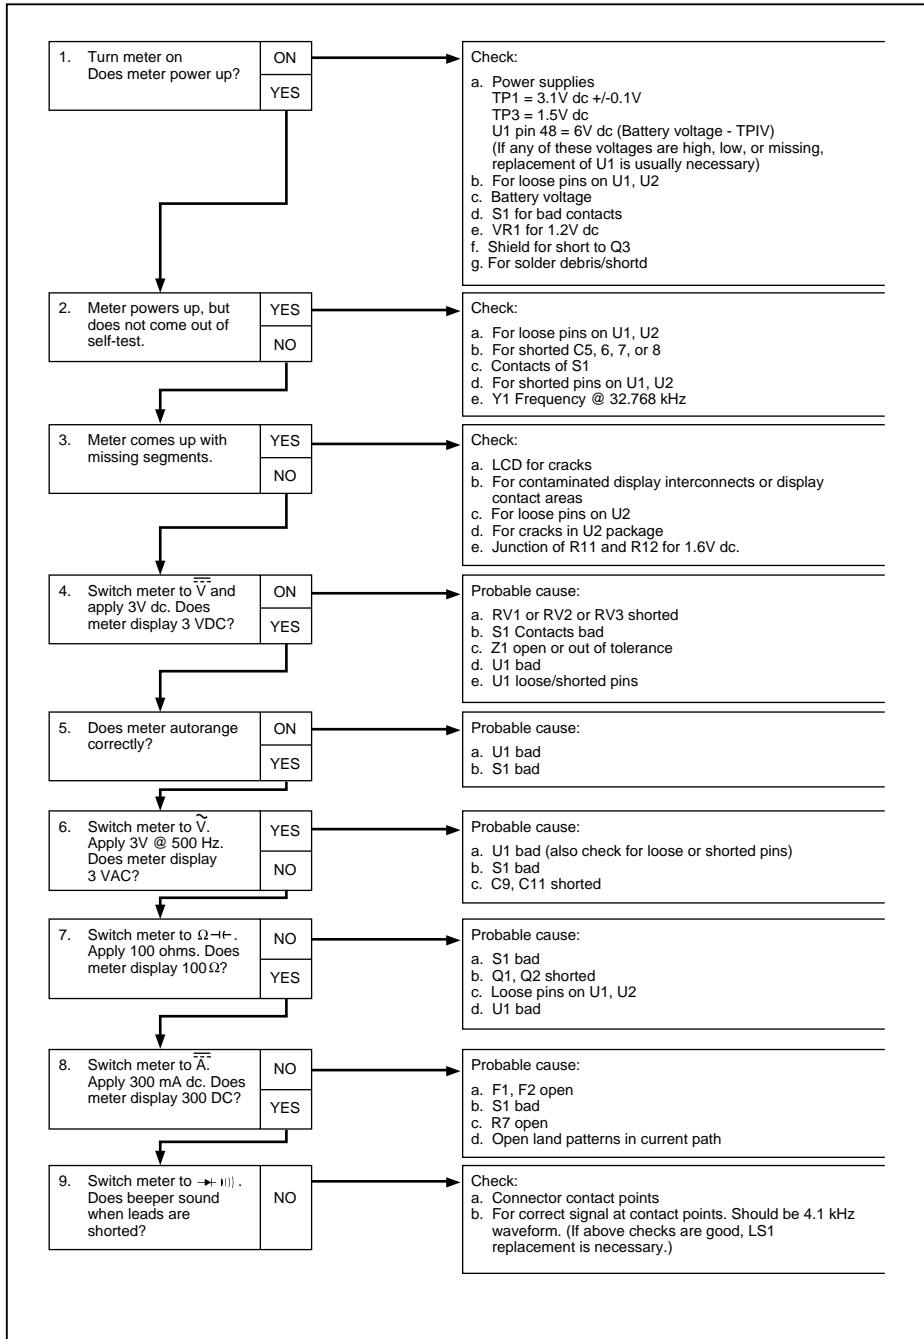 1. Turn meter on
Does meter power up?
ON
YES
Check:
a. Power supplies
TP1 = 3.1V dc +/-0.1V
TP3 = 1.5V dc
U1 pin 48 = 6V dc (Battery voltage - TPIV)
(If any of these voltages are high, low, or missing,
replacement of U1 is usually necessary)
b. For loose pins on U1, U2
c. Battery voltage
d. S1 for bad contacts
e. VR1 for 1.2V dc
f. Shield for short to Q3
g. For solder debris/shortd
2. Meter powers up, but
does not come out of
self-test.
YES
NO
Check:
a. For loose pins on U1, U2
b. For shorted C5, 6, 7, or 8
c. Contacts of S1
d. For shorted pins on U1, U2
e. Y1 Frequency @ 32.768 kHz
3. Meter comes up with
missing segments.
YES
NO
Check:
a. LCD for cracks
b. For contaminated display interconnects or display
contact areas
c. For loose pins on U2
d. For cracks in U2 package
e. Junction of R11 and R12 for 1.6V dc.
4. Switch meter to V and
apply 3V dc. Does
meter display 3 VDC?
ON
YES
Probable cause:
a. RV1 or RV2 or RV3 shorted
b. S1 Contacts bad
c. Z1 open or out of tolerance
d. U1 bad
e. U1 loose/shorted pins
5. Does meter autorange
correctly?
ON
YES
Probable cause:
a. U1 bad
b. S1 bad
6. Switch meter to Ṽ.
Apply 3V @ 500 Hz.
Does meter display
3 VAC?
YES
NO
Probable cause:
a. U1 bad (also check for loose or shorted pins)
b. S1 bad
c. C9, C11 shorted
7. Switch meter to Ω⊣⊢.
Apply 100 ohms. Does
meter display 100Ω?
NO
YES
Probable cause:
a. S1 bad
b. Q1, Q2 shorted
c. Loose pins on U1, U2
d. U1 bad
8. Switch meter to A.
Apply 300 mA dc. Does
meter display 300 DC?
NO
YES
Probable cause:
a. F1, F2 open
b. S1 bad
c. R7 open
d. Open land patterns in current path
9. Switch meter to .
Does beeper sound
when leads are
shorted?
NO
Check:
a. Connector contact points
b. For correct signal at contact points. Should be 4.1 kHz
waveform. (If above checks are good, LS1
replacement is necessary.)